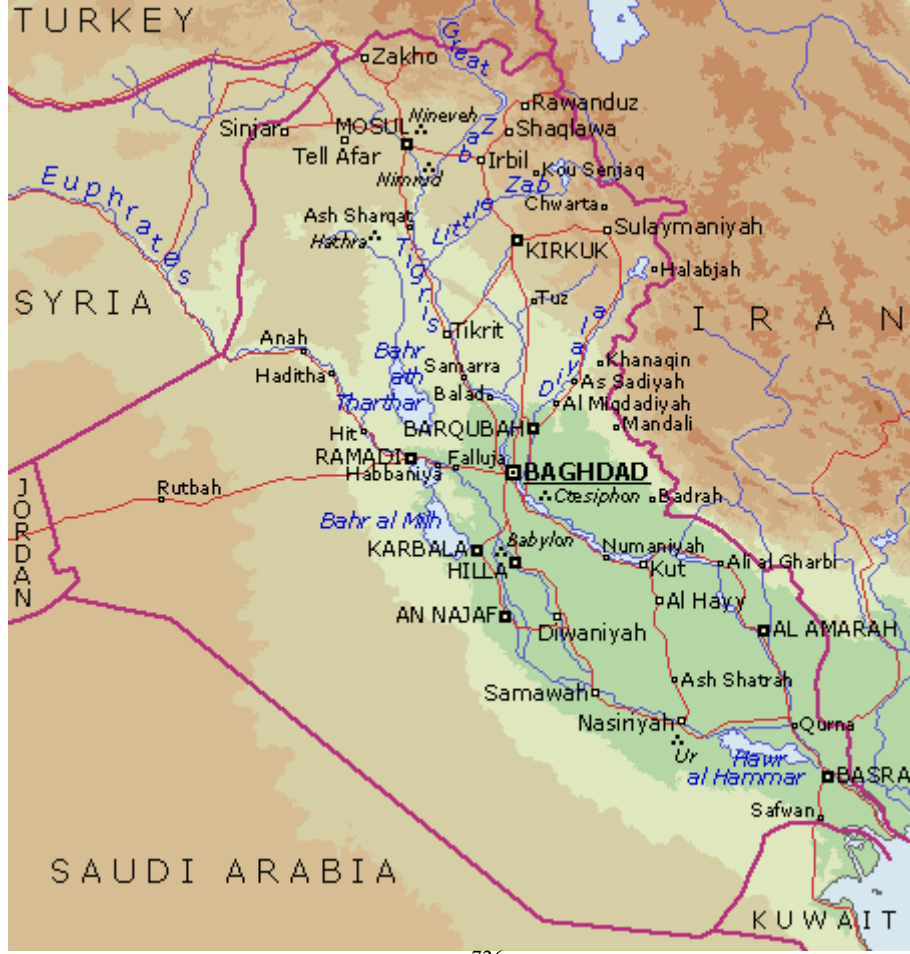 TURKEY
Zakho
Great
Zab
Rawanduz
Nineveh
Sinjar
MOSUL
Shaqlawa
Tell Afar
Irbil
Kou Senjaq
Nimrud
Euphrates
Little Zab
Chwarta
Ash Sharqat
Sulaymaniyah
Hathra
Tigris
KIRKUK
Halabjah
SYRIA
Tuz
IRAN
Tikrit
Anah
Diyala
Bahr
ath
Tharthar
Samarra
Khanaqin
Haditha
As Sadiyah
Balad
Al Miqdadiyah
Hit
BARQUBAH
Mandali
RAMADI
Falluja
Habbaniya
BAGHDAD
JORDAN
Rutbah
Ctesiphon
Badrah
Bahr al Milh
Babylon
KARBALA
Numaniyah
Ali al Gharbi
HILLA
Kut
Al Hayy
AN NAJAF
Diwaniyah
AL AMARAH
Ash Shatrah
Samawah
Nasiriyah
Qurna
Ur
Hawr
al Hammar
BASRA
Safwan
SAUDI ARABIA
KUWAIT